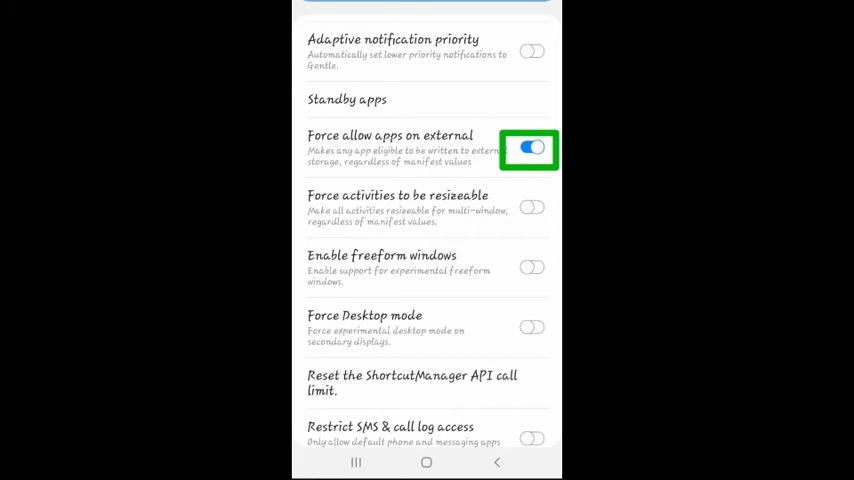 Adaptive notification priority
Automatically set lower priority notifications to
Gentle.
Standby apps
Force allow apps on external
Makes any app eligible to be written to extern
storage, regardless of manifest values
Force activities to be resizeable
Make all activities resizeable for multi-window,
regardless of manifest values.
Enable freeform windows
Enable support for experimental freeform
windows.
Force Desktop mode
Force experimental desktop mode on
secondary displays.
Reset the ShortcutManager API call
limit.
Restrict SMS & call log access
Only allow default phone and messaging apps